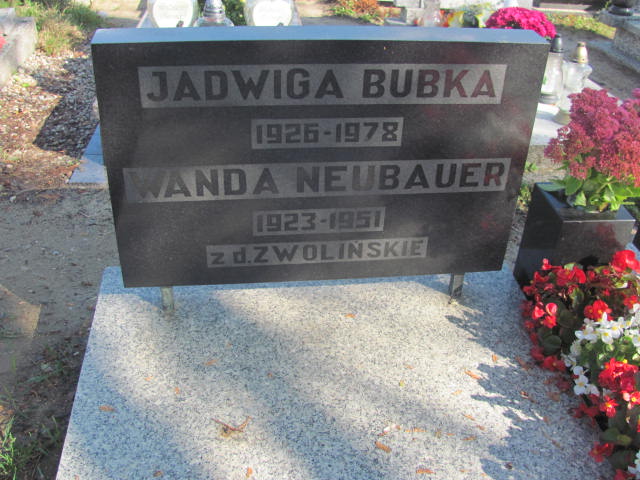 JADWIGA BUBKA
1926-1978
WANDA NEUBAUER
1923-1951
z d.ZWOLIŃSKIE